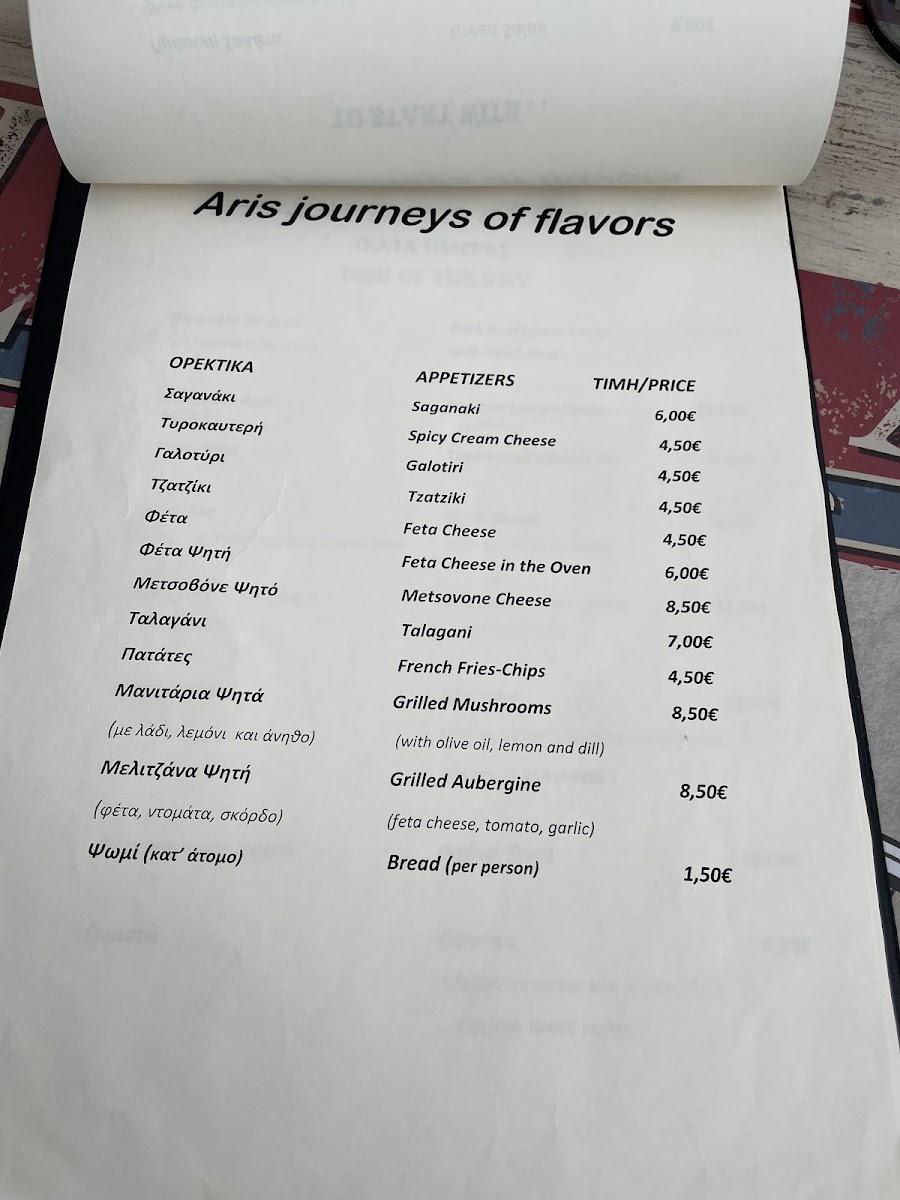 Aris journeys of flavors
ΟΡΕΚΤΙΚΑ APPETIZERS ΤΙΜΗ/PRICE
Σαγανάκι Saganaki 6,00€
Τυροκαυτερή Spicy Cream Cheese 4,50€
Γαλοτύρι Galotiri 4,50€
Τζατζίκι Tzatziki 4,50€
Φέτα Feta Cheese 4,50€
Φέτα Ψητή Feta Cheese in the Oven 6,00€
Μετσοβόνε Ψητό Metsovone Cheese 8,50€
Ταλαγάνι Talagani 7,00€
Πατάτες French Fries-Chips 4,50€
Μανιτάρια Ψητά Grilled Mushrooms 8,50€
(με λάδι, λεμόνι και άνηθο) (with olive oil, lemon and dill)
Μελιτζάνα Ψητή Grilled Aubergine 8,50€
(φέτα, ντομάτα, σκόρδο) (feta cheese, tomato, garlic)
Ψωμί (κατ’ άτομο) Bread (per person) 1,50€